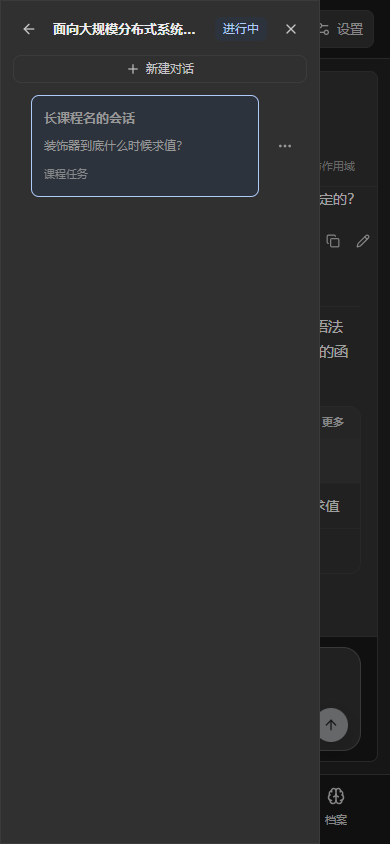 面向大规模分布式系统... 进行中
设置
新建对话
长课程名的会话
装饰器到底什么时候求值?
课程任务
作用域
定的?
语法
的函
更多
求值
档案